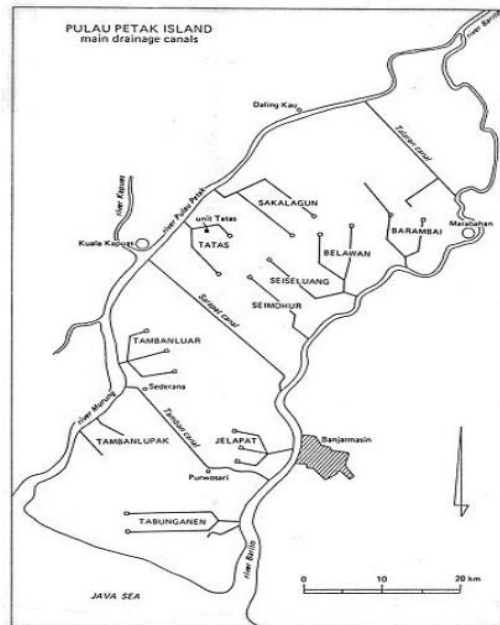 PULAU PETAK ISLAND
main drainage canals
river Barito
Daling Kau
Talaran canal
river Kapuas
river Pulau Petak
SAKALAGUN
unit Tatas
TATAS
Marabahan
Kuala Kapuas
BELAWAN
BARAMBAI
SEISELUANG
SEIMOHUR
Salapat canal
TAMBANLUAR
Sederana
river Murung
Tamban canal
TAMBANLUPAK
JELAPAT
Banjarmasin
Purwosari
TABUNGANEN
river Barito
JAVA SEA
0 10 20 km